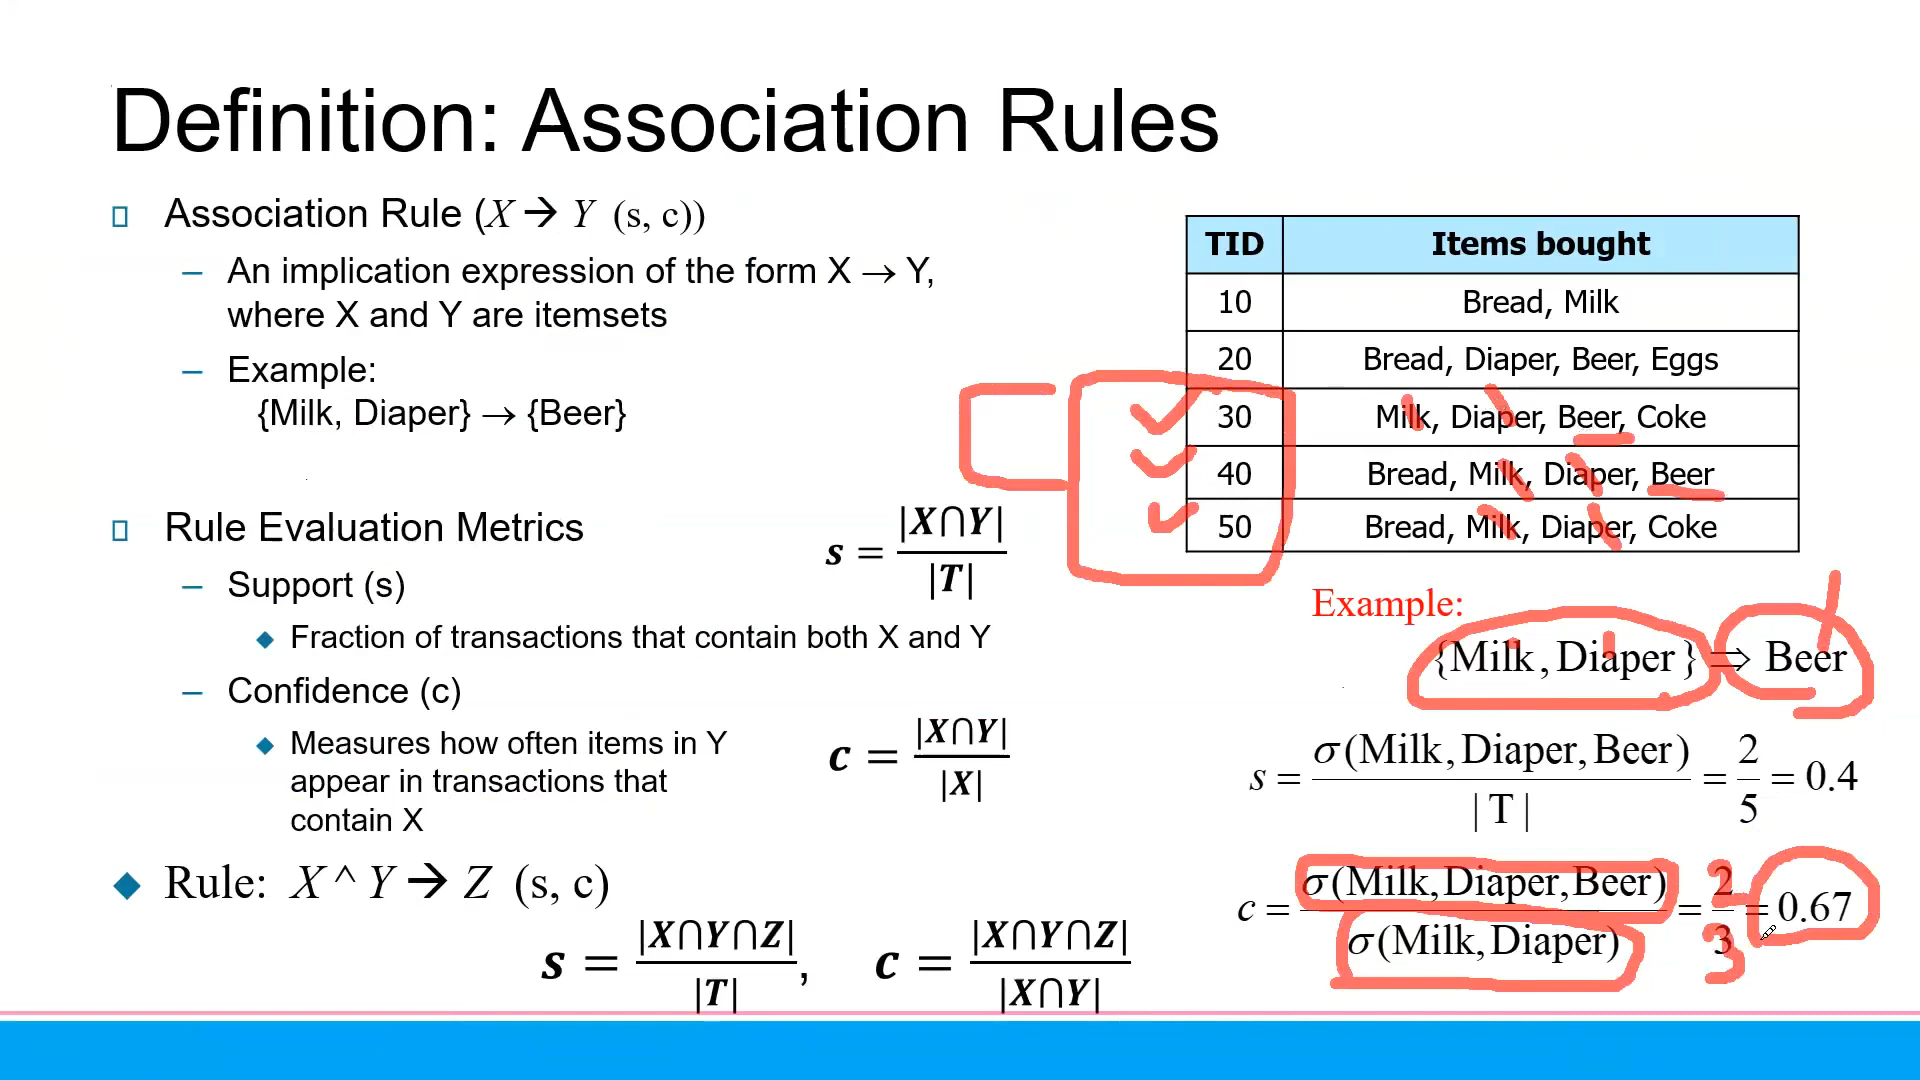 Definition: Association Rules
Association Rule (X → Y (s, c))
– An implication expression of the form X → Y,
where X and Y are itemsets
– Example:
{Milk, Diaper} → {Beer}
Rule Evaluation Metrics
– Support (s)
◆ Fraction of transactions that contain both X and Y
– Confidence (c)
◆ Measures how often items in Y
appear in transactions that
contain X
◆ Rule: X ^ Y → Z (s, c)
s = |X∩Y| / |T|
c = |X∩Y| / |X|
s = |X∩Y∩Z| / |T|, c = |X∩Y∩Z| / |X∩Y|
TID Items bought
10 Bread, Milk
20 Bread, Diaper, Beer, Eggs
30 Milk, Diaper, Beer, Coke
40 Bread, Milk, Diaper, Beer
50 Bread, Milk, Diaper, Coke
Example:
{Milk, Diaper} ⇒ Beer
s = σ(Milk, Diaper, Beer) / |T| = 2/5 = 0.4
c = σ(Milk, Diaper, Beer) / σ(Milk, Diaper) = 2/3 = 0.67